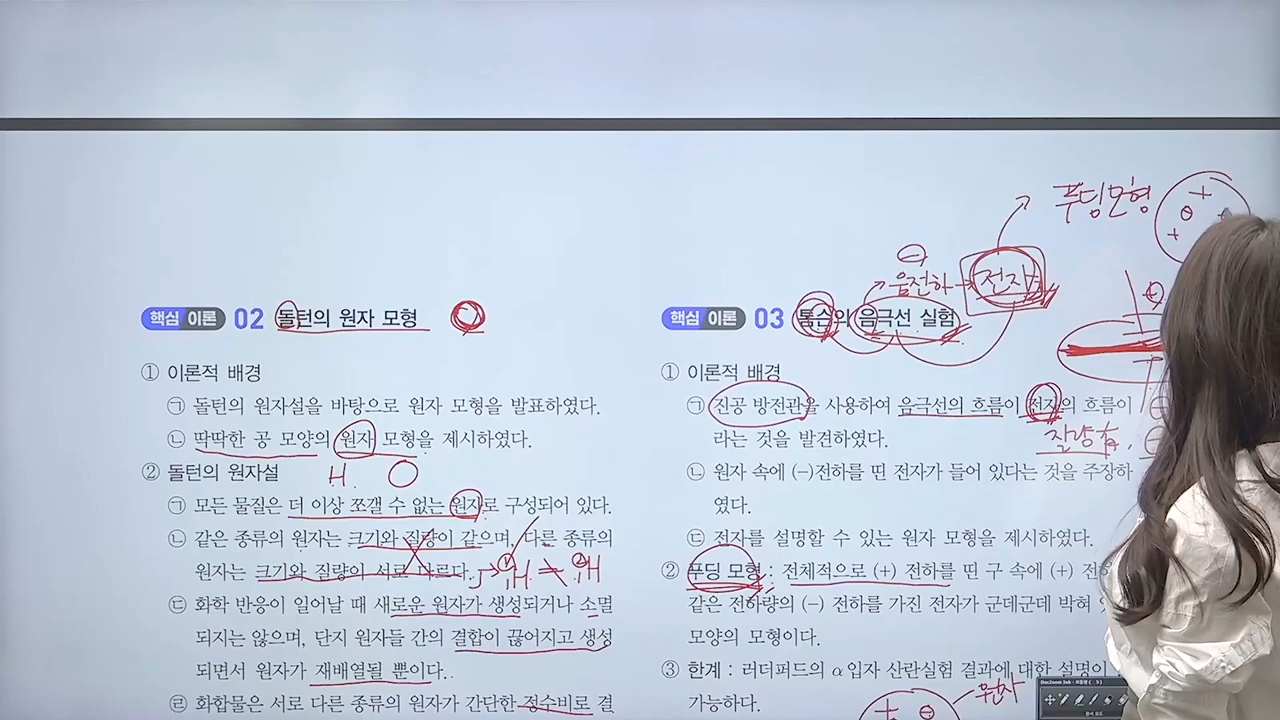 핵심 이론 02 돌턴의 원자 모형
① 이론적 배경
㉠ 돌턴의 원자설을 바탕으로 원자 모형을 발표하였다.
㉡ 딱딱한 공 모양의 원자 모형을 제시하였다.
H. O
② 돌턴의 원자설
㉠ 모든 물질은 더 이상 쪼갤 수 없는 원자로 구성되어 있다.
㉡ 같은 종류의 원자는 크기와 질량이 같으며, 다른 종류의
원자는 크기와 질량이 서로 다르다.
㉢ 화학 반응이 일어날 때 새로운 원자가 생성되거나 소멸
되지는 않으며, 단지 원자들 간의 결합이 끊어지고 생성
되면서 원자가 재배열될 뿐이다.
㉣ 화합물은 서로 다른 종류의 원자가 간단한 정수비로 결
푸딩모형
음전하 → 전자
핵심 이론 03 톰슨의 음극선 실험
① 이론적 배경
㉠ 진공 방전관을 사용하여 음극선의 흐름이 전자의 흐름이
라는 것을 발견하였다.
질량有.
㉡ 원자 속에 (-)전하를 띤 전자가 들어 있다는 것을 주장하
였다.
㉢ 전자를 설명할 수 있는 원자 모형을 제시하였다.
② 푸딩 모형 : 전체적으로 (+) 전하를 띤 구 속에 (+) 전
같은 전하량의 (-) 전하를 가진 전자가 군데군데 박혀
모양의 모형이다.
③ 한계 : 러더퍼드의 α입자 산란실험 결과에 대한 설명이
가능하다.